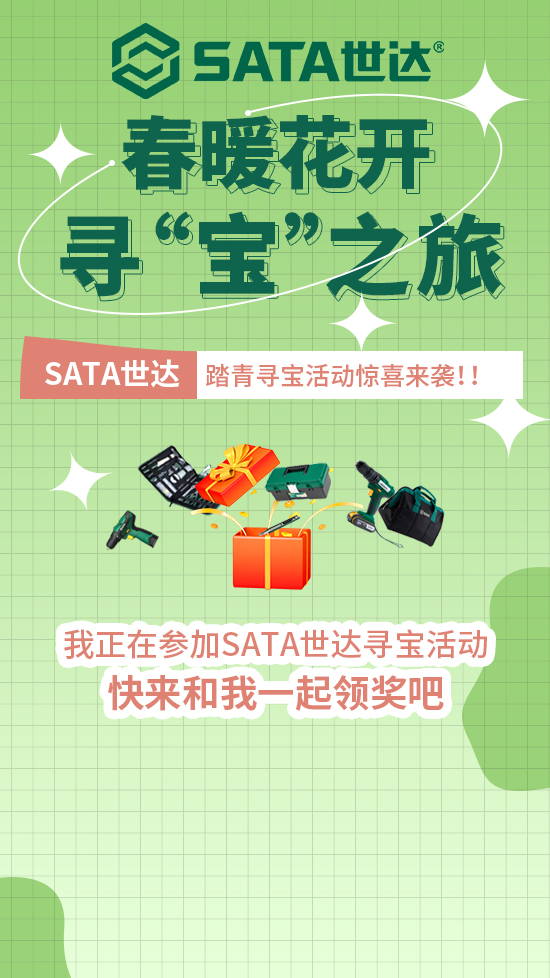 SATA世达®
春暖花开
寻“宝”之旅
SATA世达 踏青寻宝活动惊喜来袭！！
我正在参加SATA世达寻宝活动
快来和我一起领奖吧